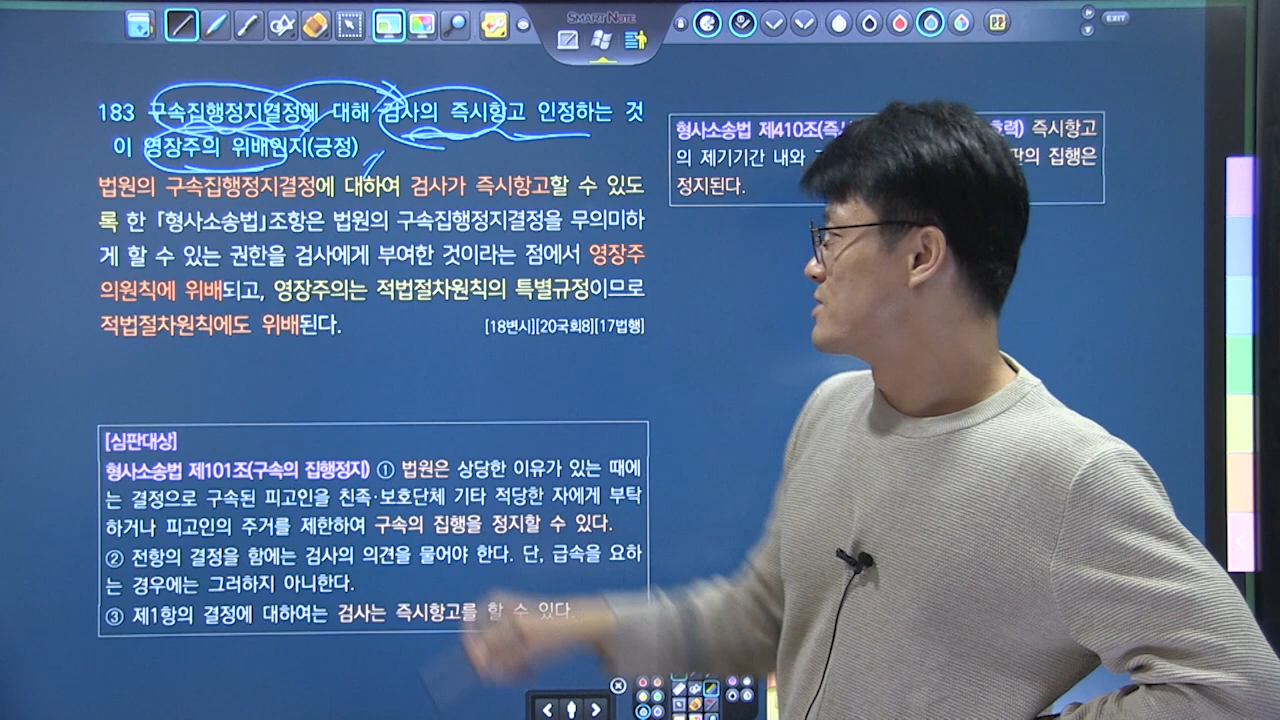 SMART NOTE
EXIT
183 구속집행정지결정에 대해 검사의 즉시항고 인정하는 것
이 영장주의 위배인지(긍정)
법원의 구속집행정지결정에 대하여 검사가 즉시항고할 수 있도
록 한 「형사소송법」조항은 법원의 구속집행정지결정을 무의미하
게 할 수 있는 권한을 검사에게 부여한 것이라는 점에서 영장주
의원칙에 위배되고, 영장주의는 적법절차원칙의 특별규정이므로
적법절차원칙에도 위배된다.
[18변시][20국회8][17법행]
[심판대상]
형사소송법 제101조(구속의 집행정지) ① 법원은 상당한 이유가 있는 때에
는 결정으로 구속된 피고인을 친족·보호단체 기타 적당한 자에게 부탁
하거나 피고인의 주거를 제한하여 구속의 집행을 정지할 수 있다.
② 전항의 결정을 함에는 검사의 의견을 물어야 한다. 단, 급속을 요하
는 경우에는 그러하지 아니한다.
③ 제1항의 결정에 대하여는 검사는 즉시항고를 할 수 있다.
형사소송법 제410조(즉시 력) 즉시항고
의 제기기간 내와 판의 집행은
정지된다.